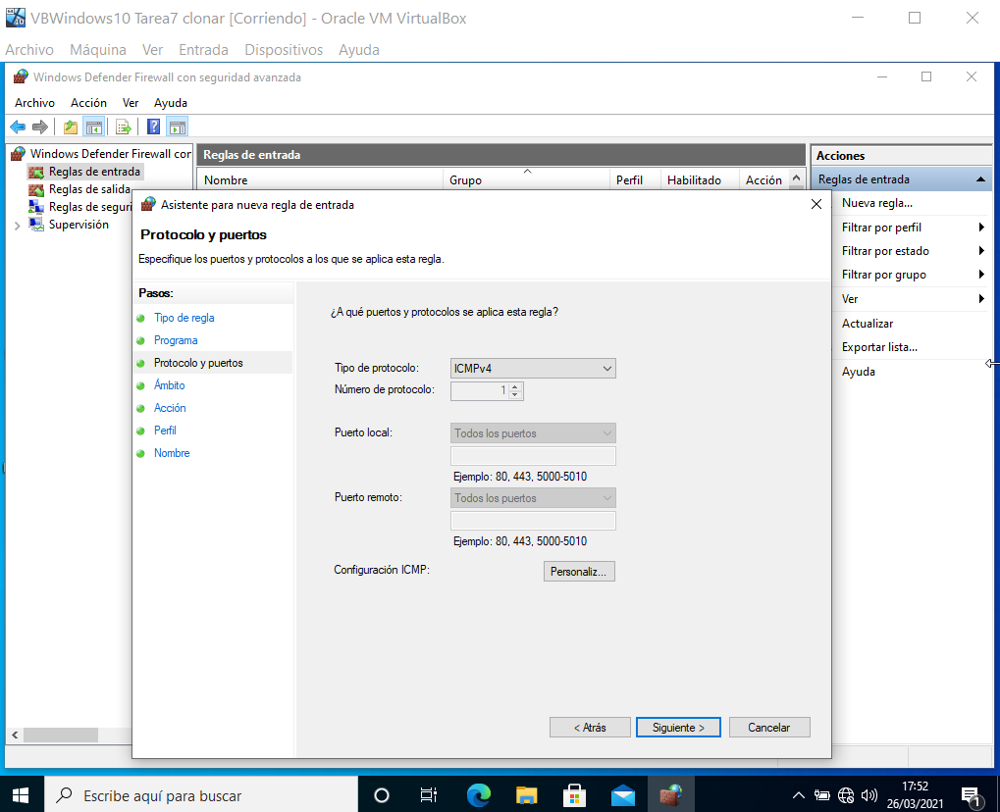 VBWindows10 Tarea7 clonar [Corriendo] - Oracle VM VirtualBox
Archivo Máquina Ver Entrada Dispositivos Ayuda
Windows Defender Firewall con seguridad avanzada
Archivo Acción Ver Ayuda
Windows Defender Firewall con
Reglas de entrada
Reglas de salida
Reglas de seguri
Supervisión
Reglas de entrada
Nombre Grupo Perfil Habilitado Acción
Acciones
Reglas de entrada
Nueva regla...
Filtrar por perfil
Filtrar por estado
Filtrar por grupo
Ver
Actualizar
Exportar lista...
Ayuda
Asistente para nueva regla de entrada
Protocolo y puertos
Especifique los puertos y protocolos a los que se aplica esta regla.
Pasos:
Tipo de regla
Programa
Protocolo y puertos
Ámbito
Acción
Perfil
Nombre
¿A qué puertos y protocolos se aplica esta regla?
Tipo de protocolo: ICMPv4
Número de protocolo: 1
Puerto local: Todos los puertos
Ejemplo: 80, 443, 5000-5010
Puerto remoto: Todos los puertos
Ejemplo: 80, 443, 5000-5010
Configuración ICMP: Personaliz...
< Atrás Siguiente > Cancelar
Escribe aquí para buscar
17:52
26/03/2021
1